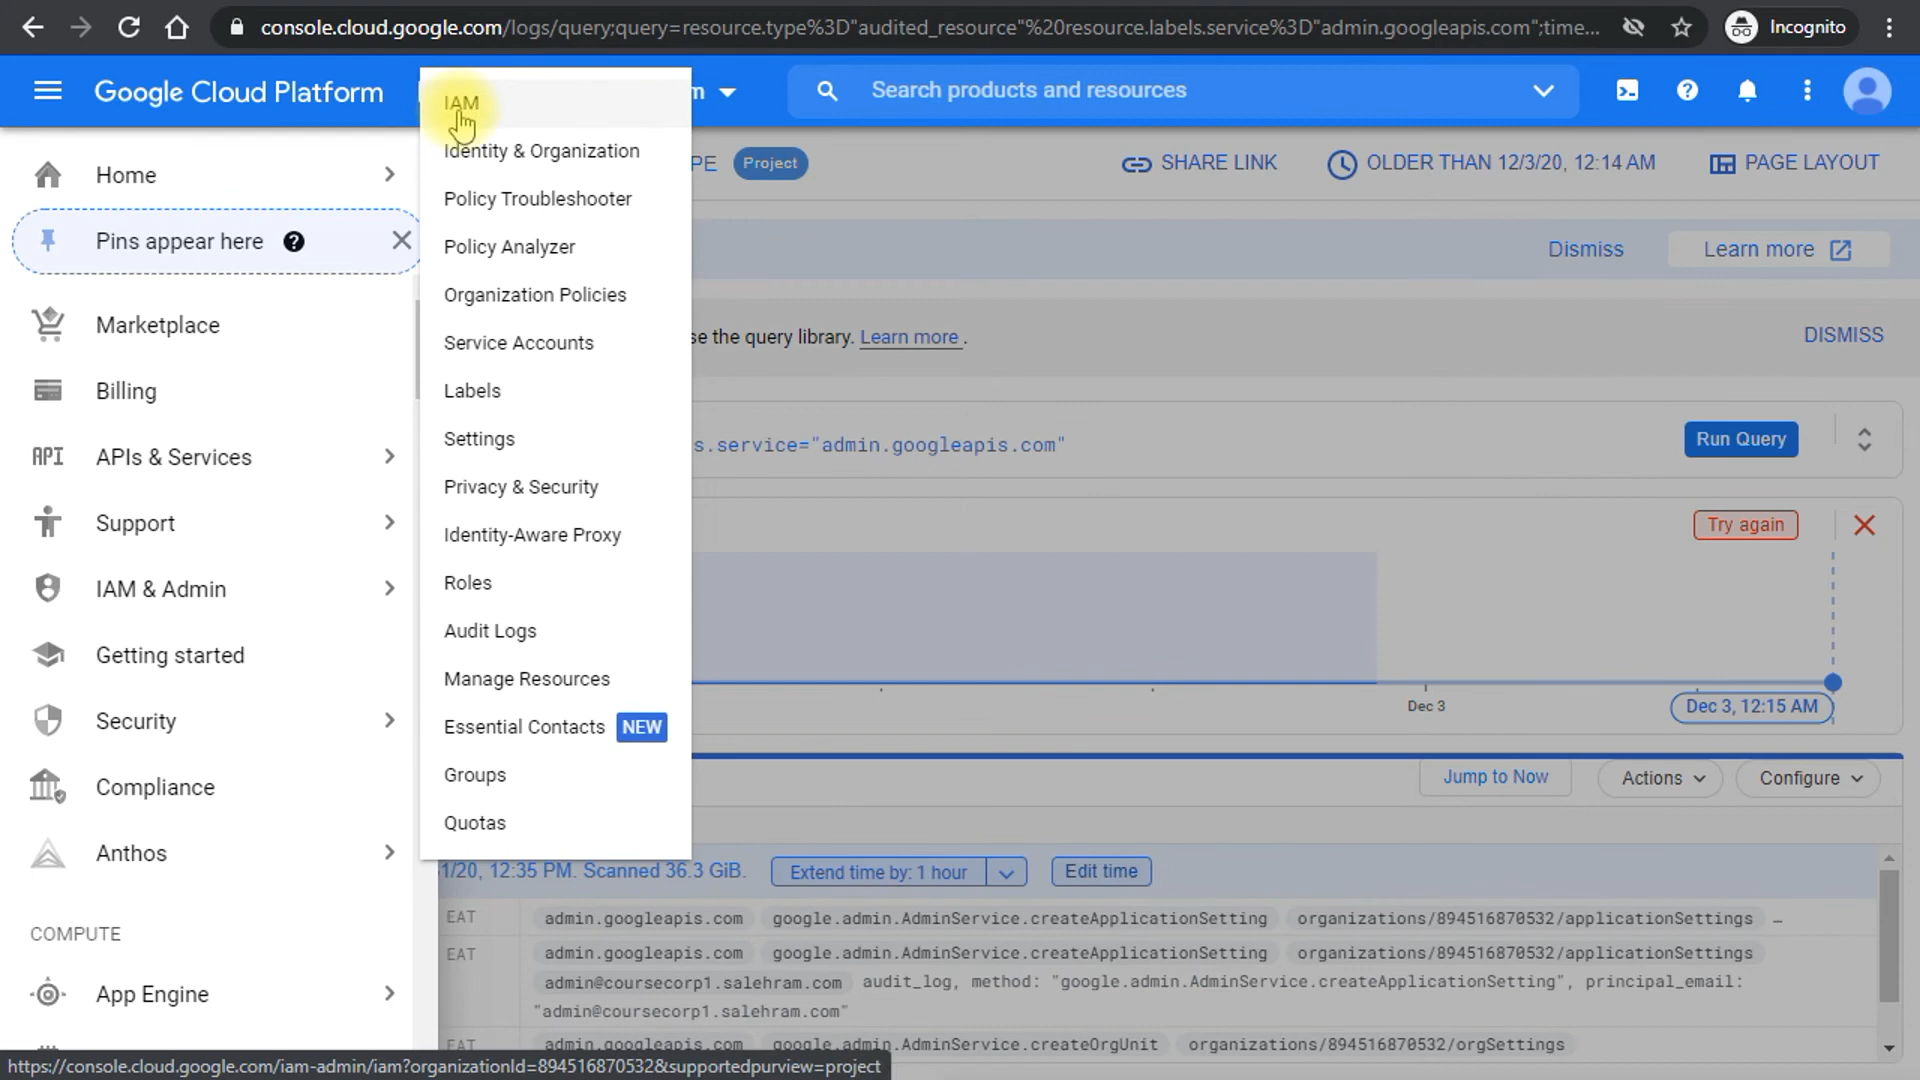 console.cloud.google.com/logs/query;query=resource.type%3D"audited_resource"%20resource.labels.service%3D"admin.googleapis.com";time...
Incognito
Google Cloud Platform
m
Search products and resources
IAM
Identity & Organization
Policy Troubleshooter
Policy Analyzer
Organization Policies
Service Accounts
Labels
Settings
Privacy & Security
Identity-Aware Proxy
Roles
Audit Logs
Manage Resources
Essential Contacts NEW
Groups
Quotas
Home
Pins appear here
Marketplace
Billing
API APIs & Services
Support
IAM & Admin
Getting started
Security
Compliance
Anthos
COMPUTE
App Engine
PE Project
SHARE LINK
OLDER THAN 12/3/20, 12:14 AM
PAGE LAYOUT
Dismiss
Learn more
se the query library. Learn more .
DISMISS
s.service="admin.googleapis.com"
Run Query
Try again
Dec 3
Dec 3, 12:15 AM
Jump to Now
Actions
Configure
1/20, 12:35 PM. Scanned 36.3 GiB.
Extend time by: 1 hour
Edit time
EAT admin.googleapis.com google.admin.AdminService.createApplicationSetting organizations/894516870532/applicationSettings …
EAT admin.googleapis.com google.admin.AdminService.createApplicationSetting organizations/894516870532/applicationSettings
admin@coursecorp1.salehram.com audit_log, method: "google.admin.AdminService.createApplicationSetting", principal_email:
"admin@coursecorp1.salehram.com"
EAT admin.googleapis.com google.admin.AdminService.createOrgUnit organizations/894516870532/orgSettings
https://console.cloud.google.com/iam-admin/iam?organizationId=894516870532&supportedpurview=project